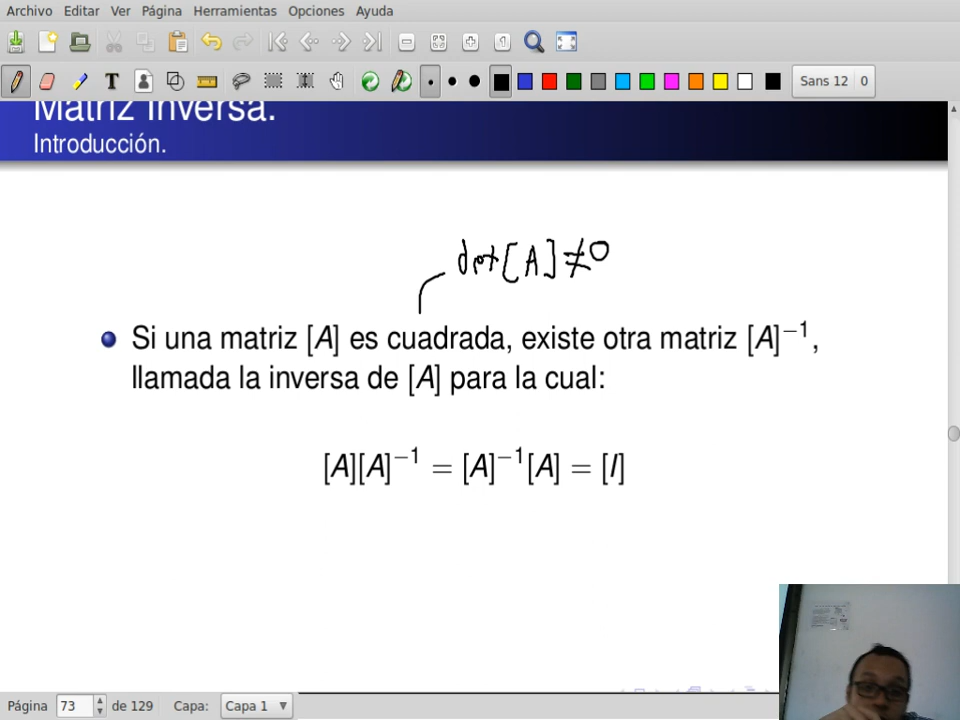 Archivo Editar Ver Página Herramientas Opciones Ayuda
Sans 12 0
Matriz Inversa.
Introducción.
det[A]≠0
Si una matriz [A] es cuadrada, existe otra matriz [A]⁻¹,
llamada la inversa de [A] para la cual:
[A][A]⁻¹ = [A]⁻¹[A] = [I]
Página 73 de 129 Capa: Capa 1